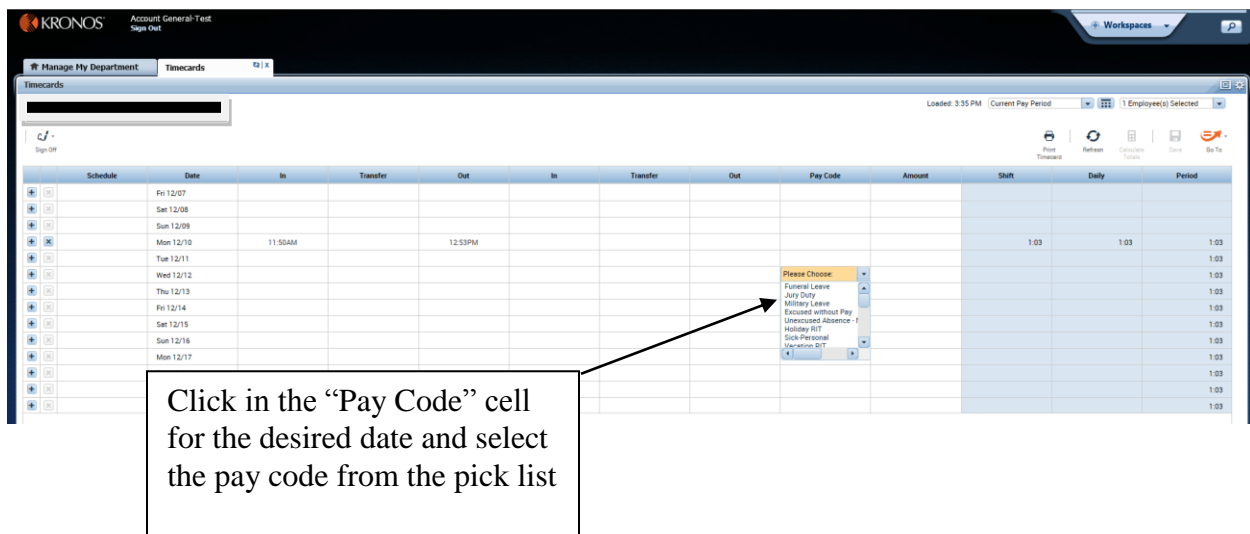 KRONOS Account General-Test
Sign Out
Workspaces
Manage My Department Timecards
Timecards
Loaded: 3:35 PM Current Pay Period 1 Employee(s) Selected
Sign Off Print Timecard Refresh Calculate Totals Save Go To
Schedule Date In Transfer Out In Transfer Out Pay Code Amount Shift Daily Period
Fri 12/07
Sat 12/08
Sun 12/09
Mon 12/10 11:50AM 12:53PM 1:03 1:03 1:03
Tue 12/11 1:03
Wed 12/12 Please Choose: 1:03
Funeral Leave
Jury Duty
Thu 12/13 1:03
Military Leave
Excused without Pay
Fri 12/14 1:03
Unexcused Absence -
Sat 12/15 1:03
Holiday RIT
Sick-Personal
Sun 12/16 1:03
Vacation RIT
Mon 12/17 1:03
1:03
1:03
1:03
Click in the “Pay Code” cell
for the desired date and select
the pay code from the pick list